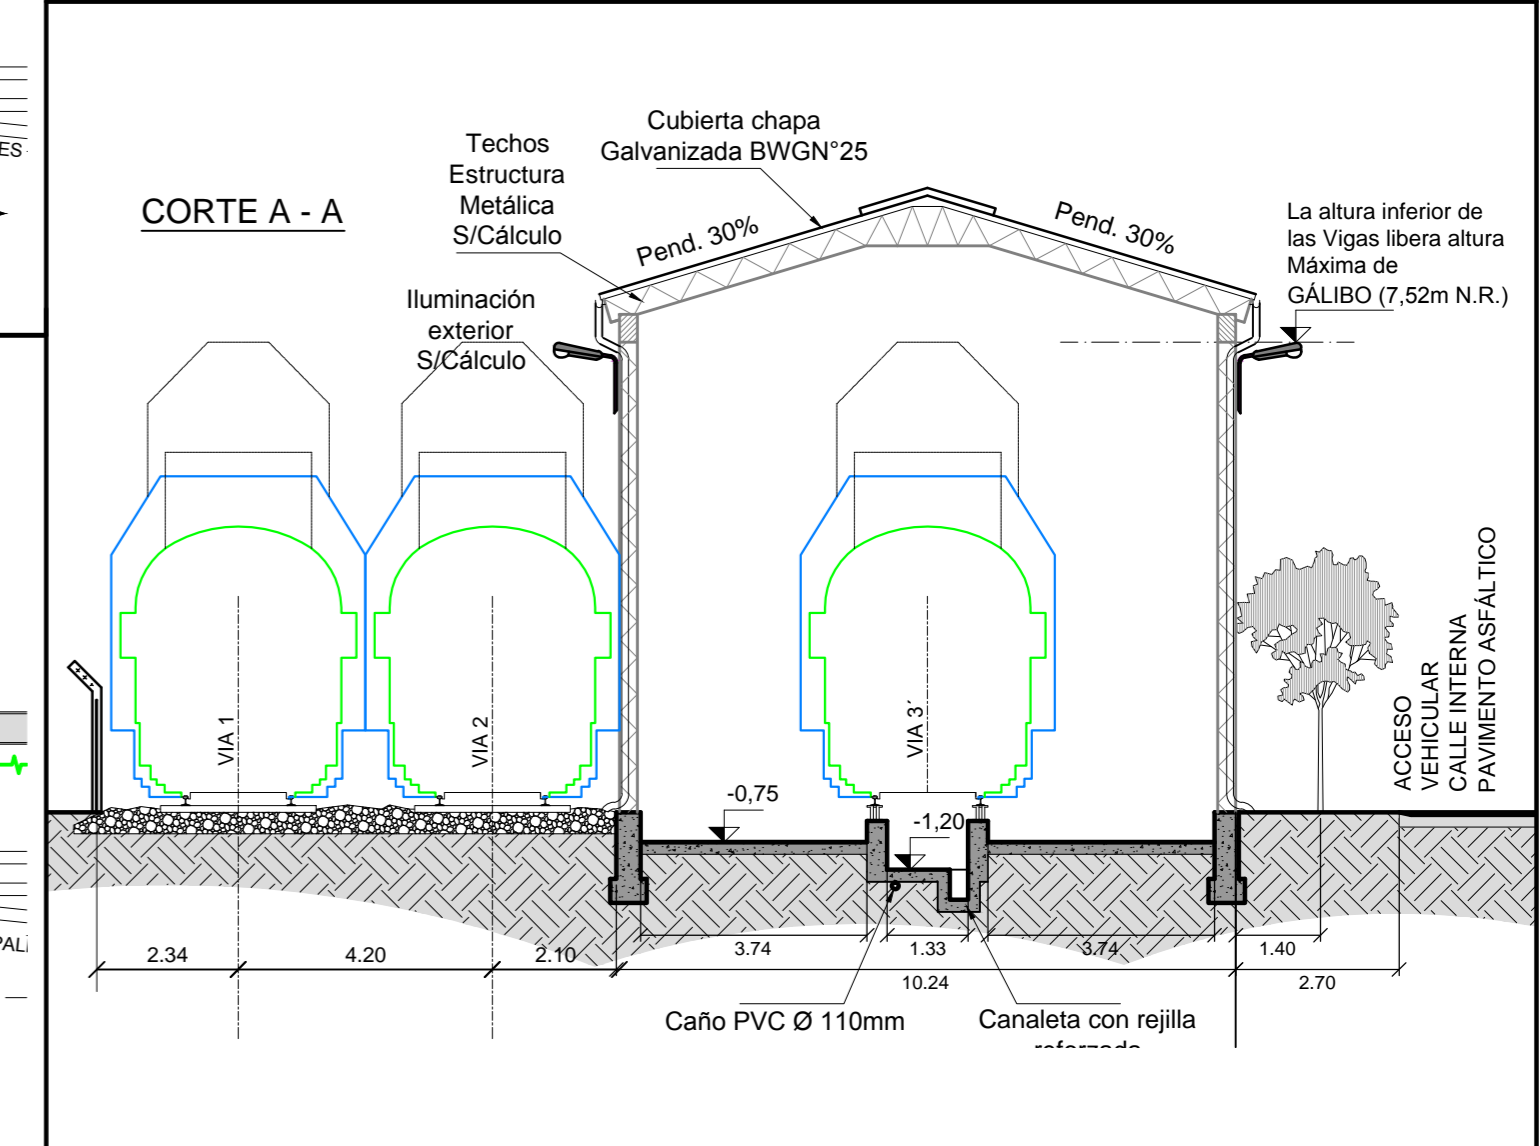 ES
CORTE A - A
Techos
Estructura
Metálica
S/Cálculo
Cubierta chapa
Galvanizada BWGN°25
Pend. 30%
Pend. 30%
La altura inferior de
las Vigas libera altura
Máxima de
GÁLIBO (7,52m N.R.)
Iluminación
exterior
S/Cálculo
VIA 1
VIA 2
VIA 3´
ACCESO
VEHICULAR
CALLE INTERNA
PAVIMENTO ASFÁLTICO
-0,75
-1,20
PALI
2.34
4.20
2.10
3.74
1.33
3.74
1.40
10.24
2.70
Caño PVC Ø 110mm
Canaleta con rejilla
reforzada